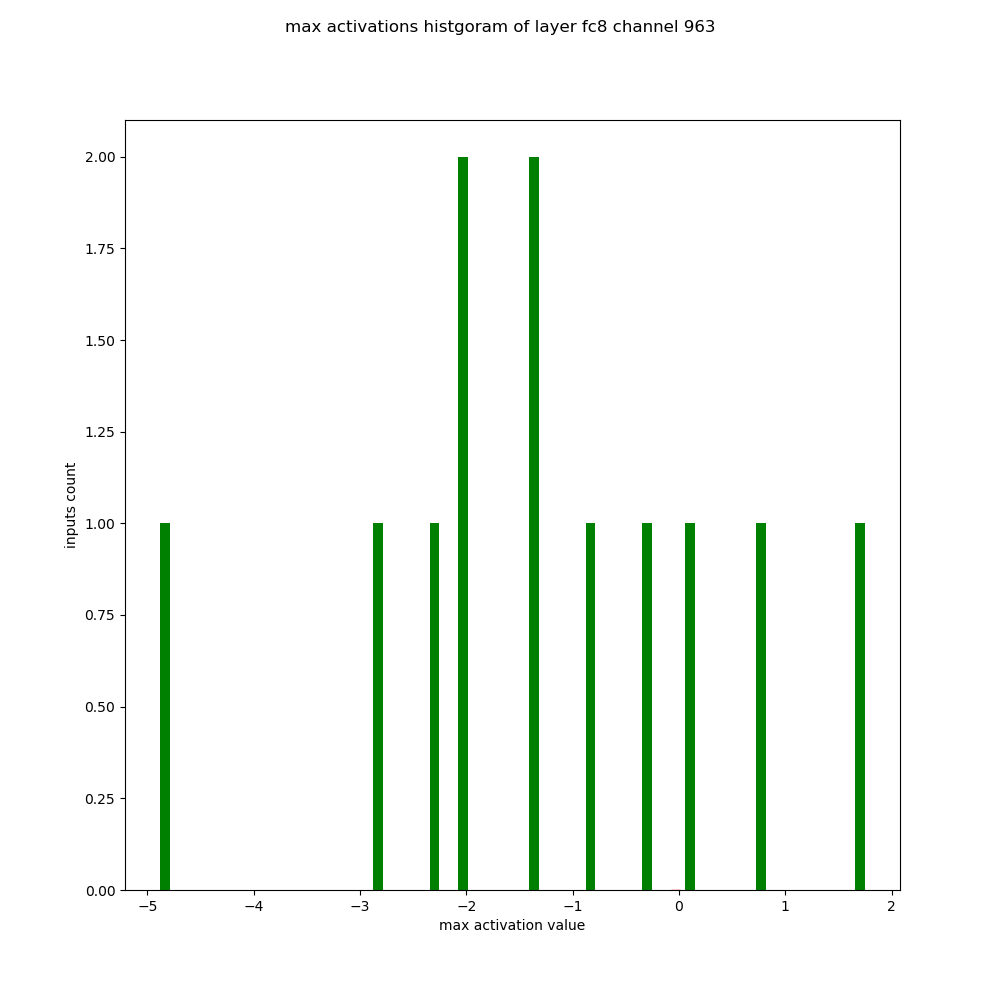 max activations histgoram of layer fc8 channel 963
2.00
1.75
1.50
1.25
1.00
0.75
0.50
0.25
0.00
inputs count
−5 −4 −3 −2 −1 0 1 2
max activation value